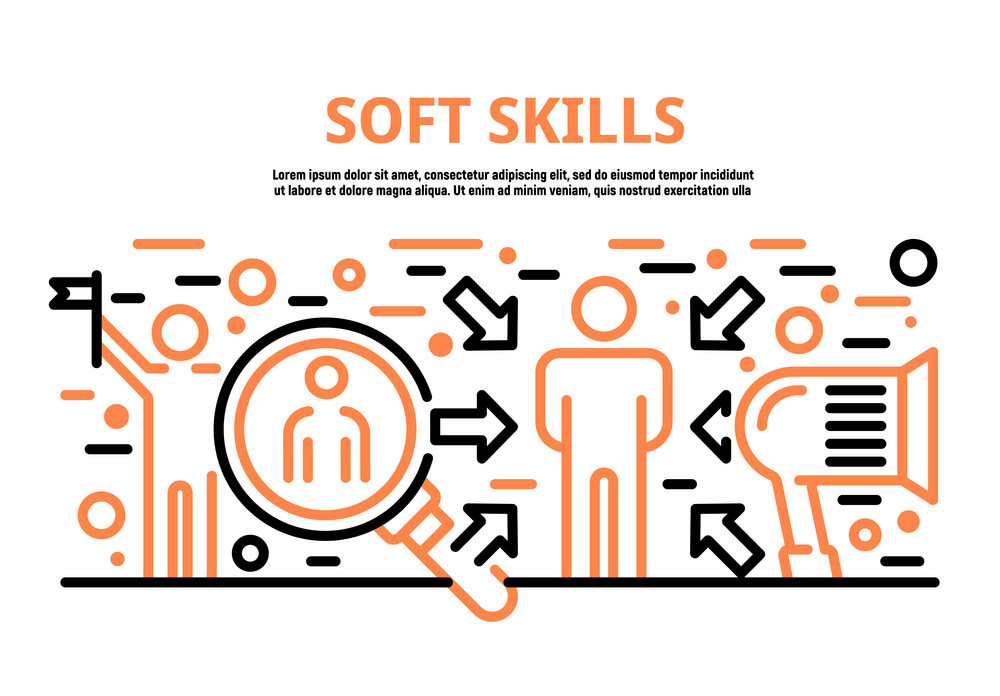 SOFT SKILLS
Lorem ipsum dolor sit amet, consectetur adipiscing elit, sed do eiusmod tempor incididunt
ut labore et dolore magna aliqua. Ut enim ad minim veniam, quis nostrud exercitation ulla